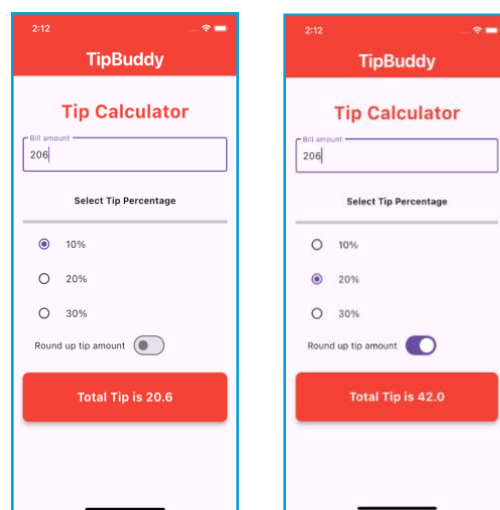 2:12
TipBuddy
Tip Calculator
Bill amount
206
Select Tip Percentage
10%
20%
30%
Round up tip amount
Total Tip is 20.6
2:12
TipBuddy
Tip Calculator
Bill amount
206
Select Tip Percentage
10%
20%
30%
Round up tip amount
Total Tip is 42.0